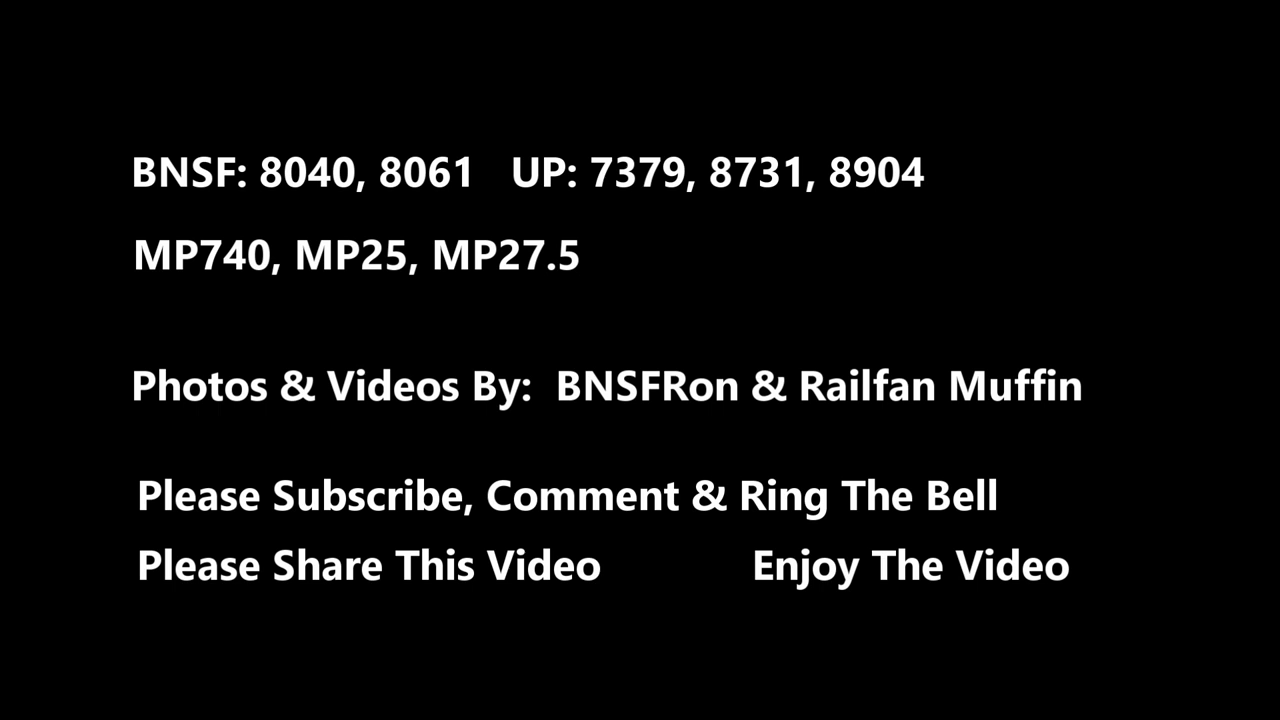 BNSF: 8040, 8061 UP: 7379, 8731, 8904
MP740, MP25, MP27.5
Photos & Videos By: BNSFRon & Railfan Muffin
Please Subscribe, Comment & Ring The Bell
Please Share This Video Enjoy The Video